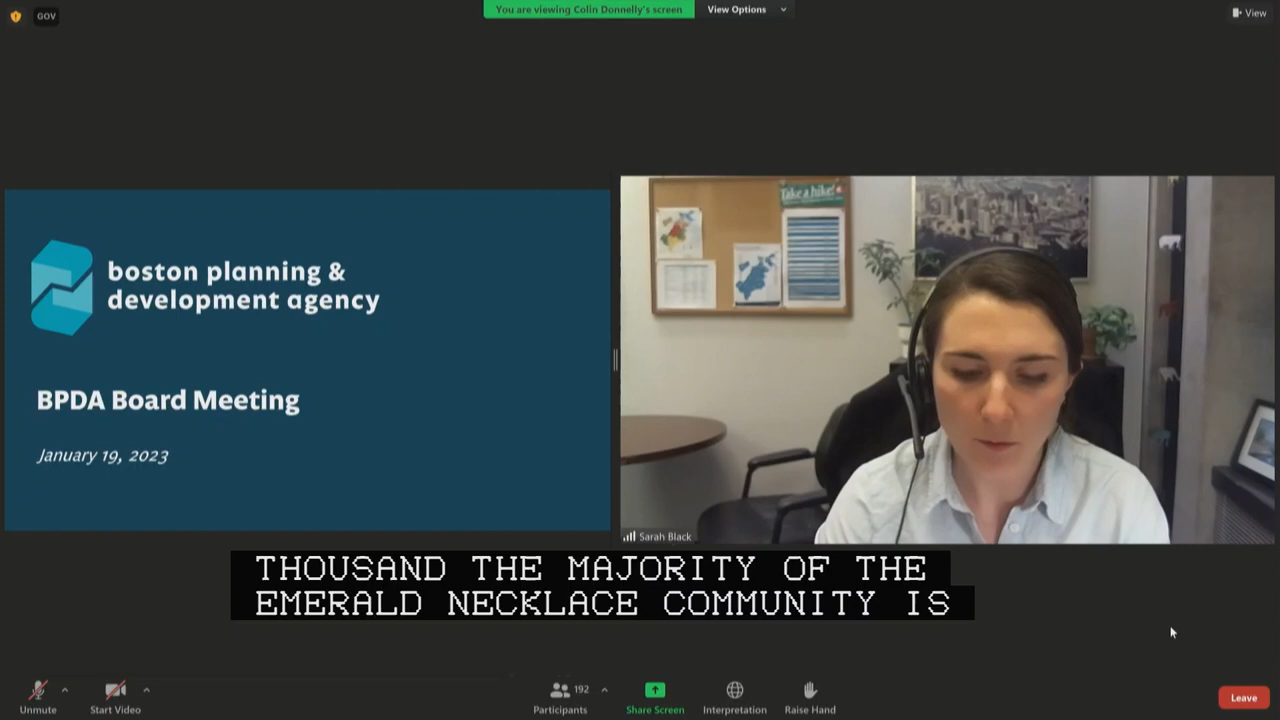 GOV
You are viewing Colin Donnelly's screen
View Options
View
boston planning &
development agency
BPDA Board Meeting
January 19, 2023
Take a hike!
Sarah Black
THOUSAND THE MAJORITY OF THE
EMERALD NECKLACE COMMUNITY IS
Unmute
Start Video
192
Participants
Share Screen
Interpretation
Raise Hand
Leave